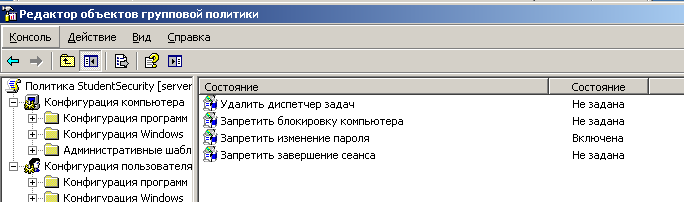 Редактор объектов групповой политики
Консоль Действие Вид Справка
Политика StudentSecurity [server
Конфигурация компьютера
Конфигурация программ
Конфигурация Windows
Административные шабл
Конфигурация пользователя
Конфигурация программ
Конфигурация Windows
Состояние Состояние
Удалить диспетчер задач Не задана
Запретить блокировку компьютера Не задана
Запретить изменение пароля Включена
Запретить завершение сеанса Не задана